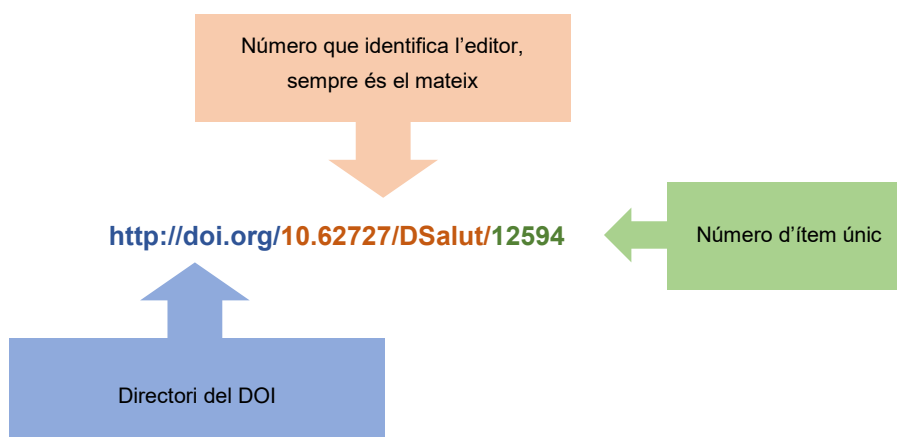 Número que identifica l’editor,
sempre és el mateix
http://doi.org/10.62727/DSalut/12594
Número d’ítem únic
Directori del DOI